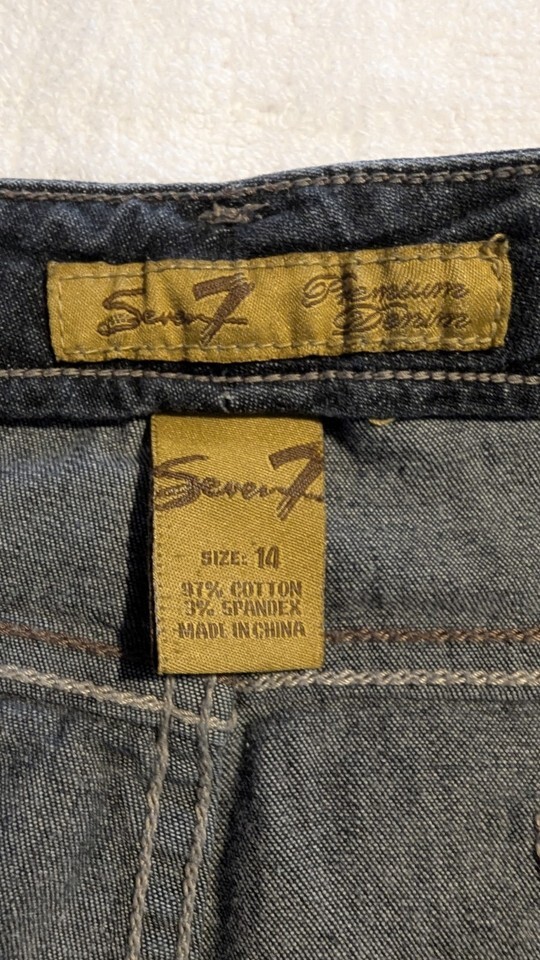 Seven7 Premium
Denim
Seven7
SIZE: 14
97% COTTON
3% SPANDEX
MADE IN CHINA